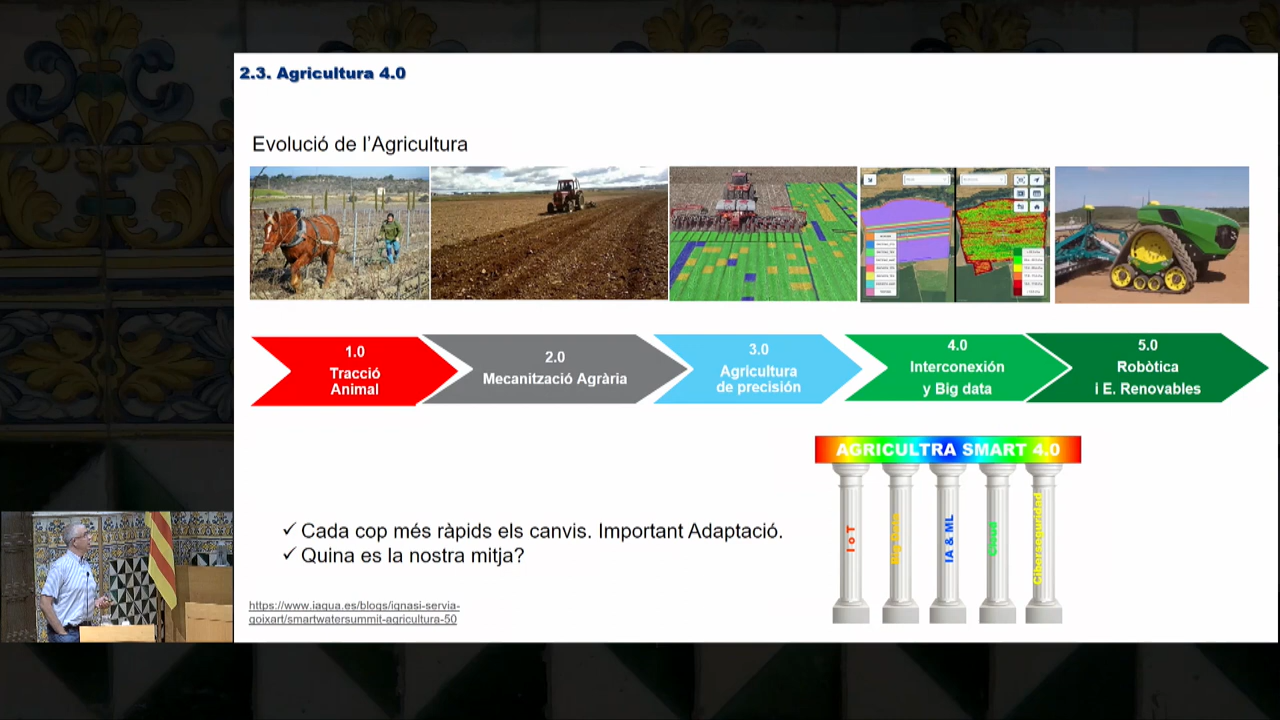 2.3. Agricultura 4.0
Evolució de l'Agricultura
1.0
Tracció
Animal
2.0
Mecanització Agrària
3.0
Agricultura
de precisión
4.0
Interconexión
y Big data
5.0
Robòtica
i E. Renovables
AGRICULTRA SMART 4.0
IoT
Big Data
IA & ML
Cloud
Ciberseguridad
✓ Cada cop més ràpids els canvis. Important Adaptació.
✓ Quina es la nostra mitja?
https://www.iagua.es/blogs/ignasi-servia-
goixart/smartwatersummit-agricultura-50